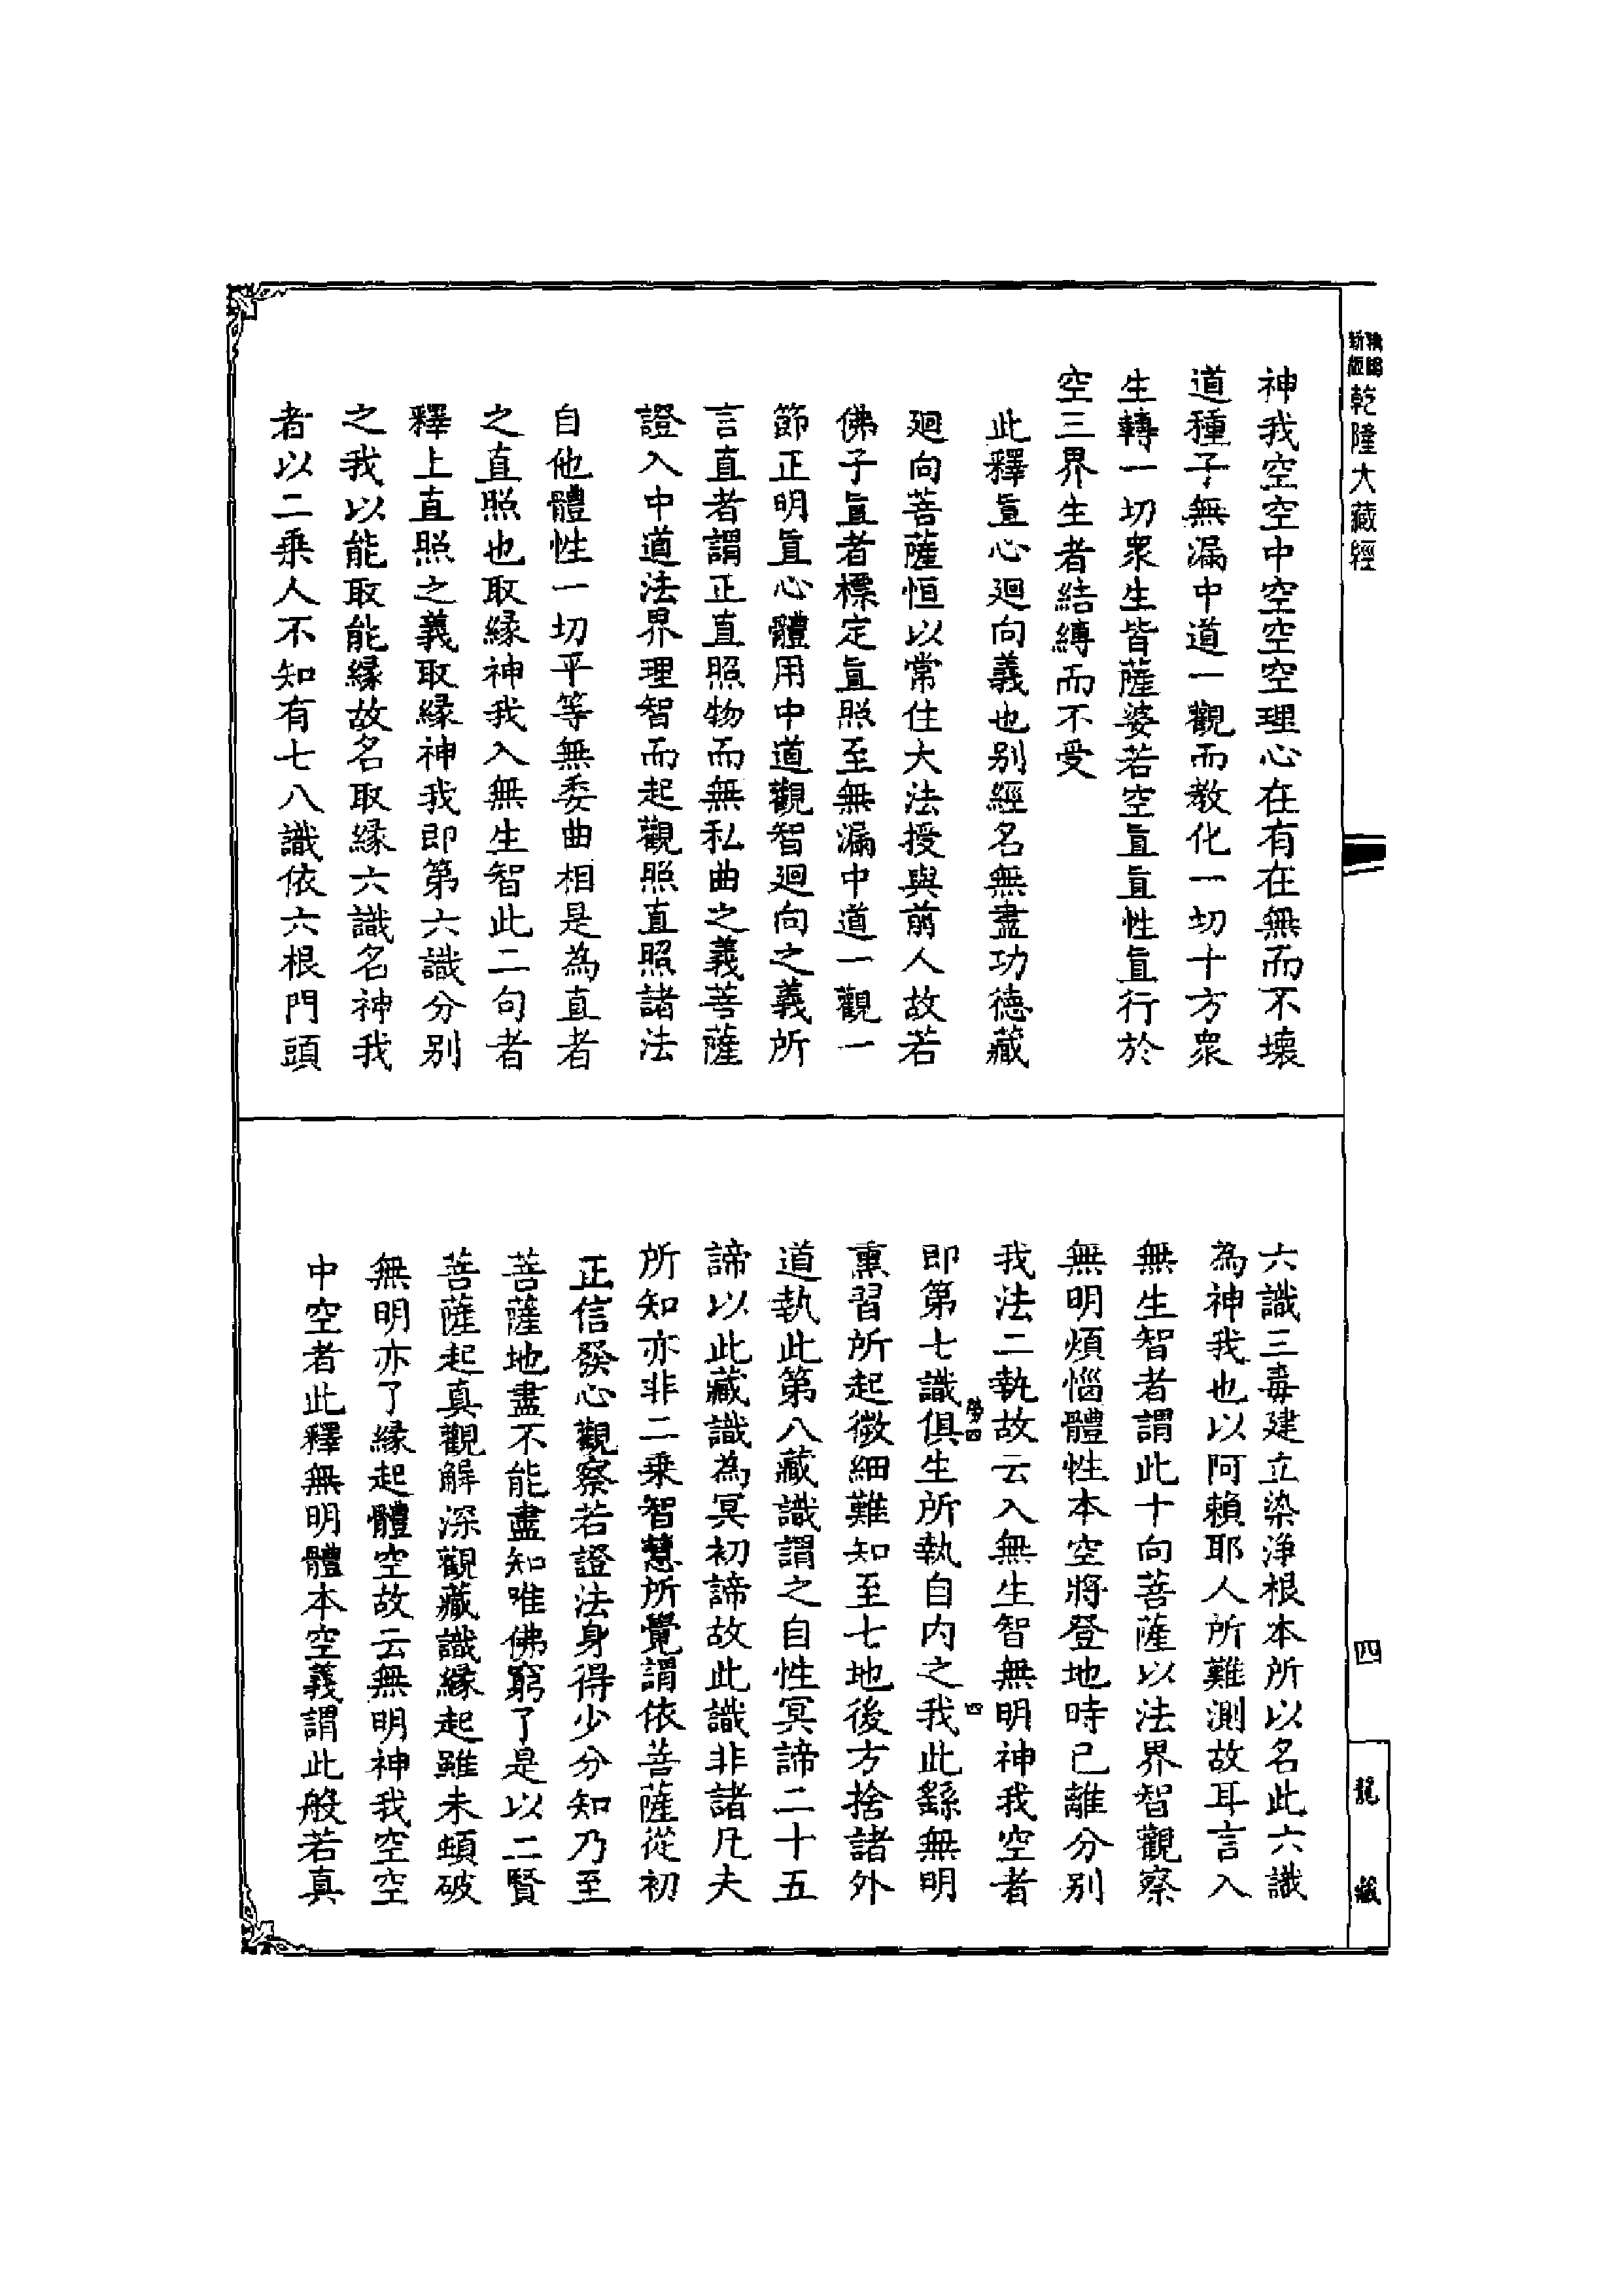 精縮
新版
乾隆大藏經
神我空空中空空空理心在有在無而不壞
道種子無漏中道一觀而教化一切十方衆
生轉一切衆生皆薩婆若空直直性直行於
空三界生者結縛而不受
此釋直心廻向義也别經名無盡功德藏
廻向菩薩恒以常住大法授與前人故若
佛子直者標定直照至無漏中道一觀一
節正明直心體用中道觀智廻向之義所
言直者謂正直照物而無私曲之義菩薩
證入中道法界理智而起觀照直照諸法
自他體性一切平等無委曲相是為直者
之直照也取緣神我入無生智此二句者
釋上直照之義取緣神我即第六識分别
之我以能取能緣故名取緣六識名神我
者以二乘人不知有七八識依六根門頭
六識三毒建立染淨根本所以名此六識
為神我也以阿賴耶人所難測故耳言入
無生智者謂此十向菩薩以法界智觀察
無明煩惱體性本空將登地時已離分别
我法二執故云入無生智無明神我空者
即第七識俱生所執自内之我此繇無明
熏習所起微細難知至七地後方捨諸外
道執此第八藏識謂之自性冥諦二十五
諦以此藏識為冥初諦故此識非諸凡夫
所知亦非二乘智慧所覺謂依菩薩從初
正信發心觀察若證法身得少分知乃至
菩薩地盡不能盡知唯佛窮了是以二賢
菩薩起真觀解深觀藏識緣起雖未頓破
無明亦了緣起體空故云無明神我空空
中空者此釋無明體本空義謂此般若真
勞四
四
四
龍藏